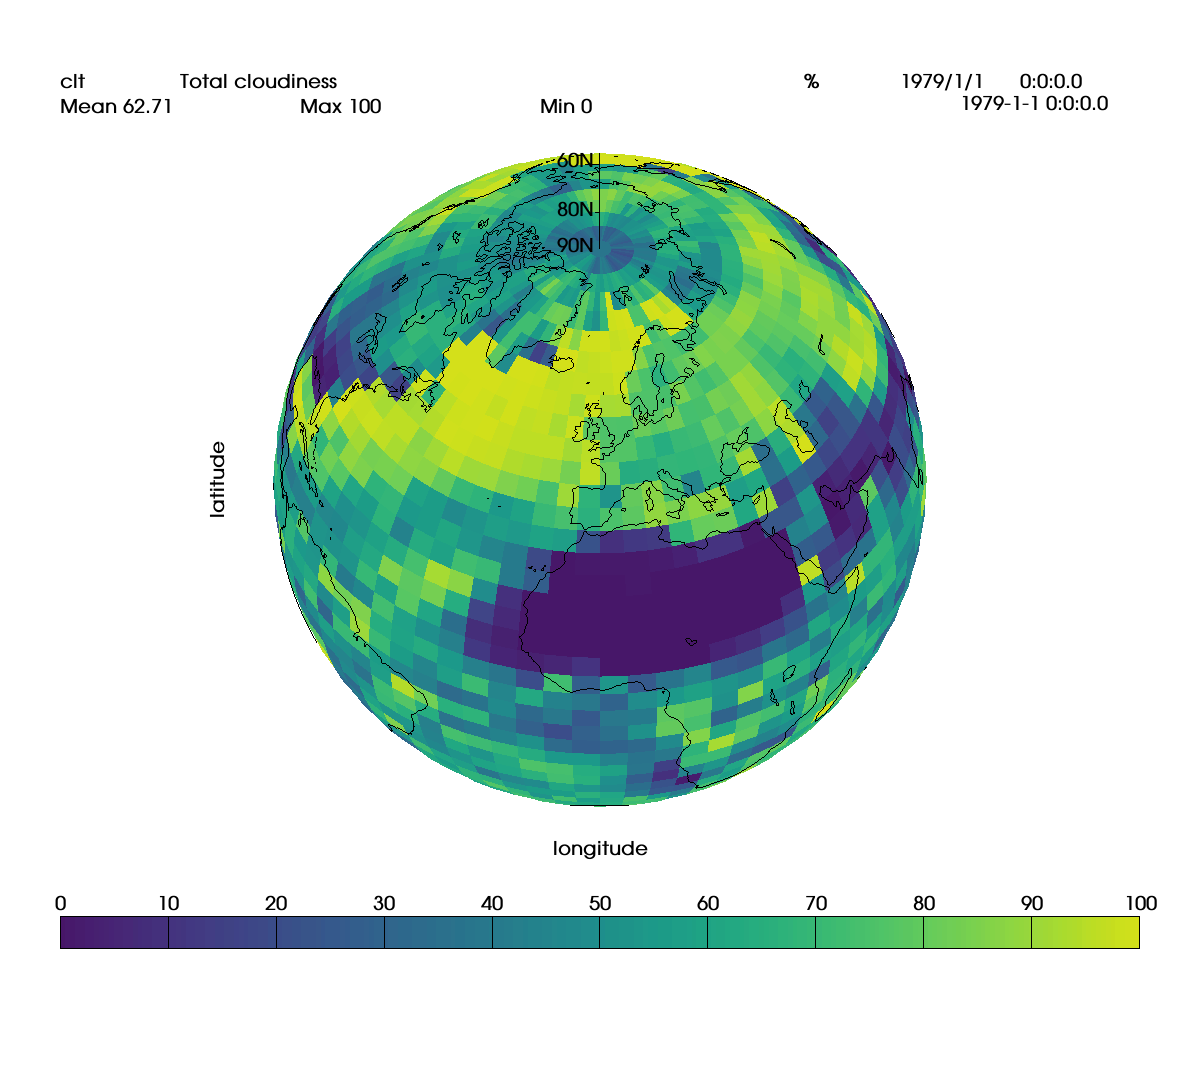 clt Total cloudiness % 1979/1/1 0:0:0.0
Mean 62.71 Max 100 Min 0 1979-1-1 0:0:0.0
60N
80N
90N
latitude
longitude
0 10 20 30 40 50 60 70 80 90 100